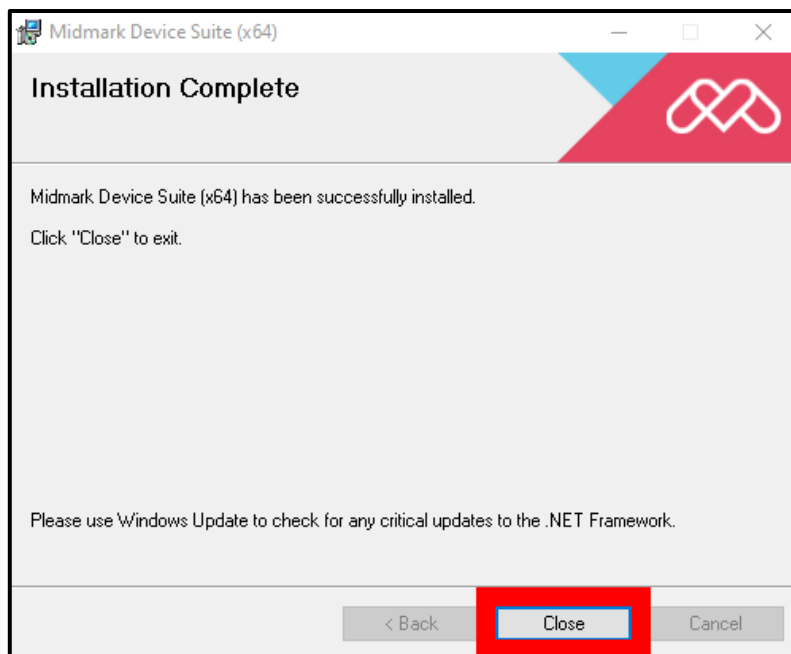 Midmark Device Suite (x64)
Installation Complete
Midmark Device Suite (x64) has been successfully installed.
Click "Close" to exit.
Please use Windows Update to check for any critical updates to the .NET Framework.
< Back
Close
Cancel